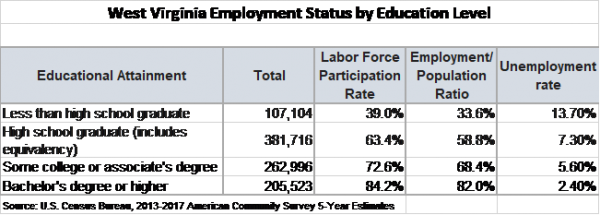 West Virginia Employment Status by Education Level
Educational Attainment Total Labor Force Participation Rate Employment/ Population Ratio Unemployment rate
Less than high school graduate 107,104 39.0% 33.6% 13.70%
High school graduate (includes equivalency) 381,716 63.4% 58.8% 7.30%
Some college or associate's degree 262,996 72.6% 68.4% 5.60%
Bachelor's degree or higher 205,523 84.2% 82.0% 2.40%
Source: U.S. Census Bureau, 2013-2017 American Community Survey 5-Year Estimates